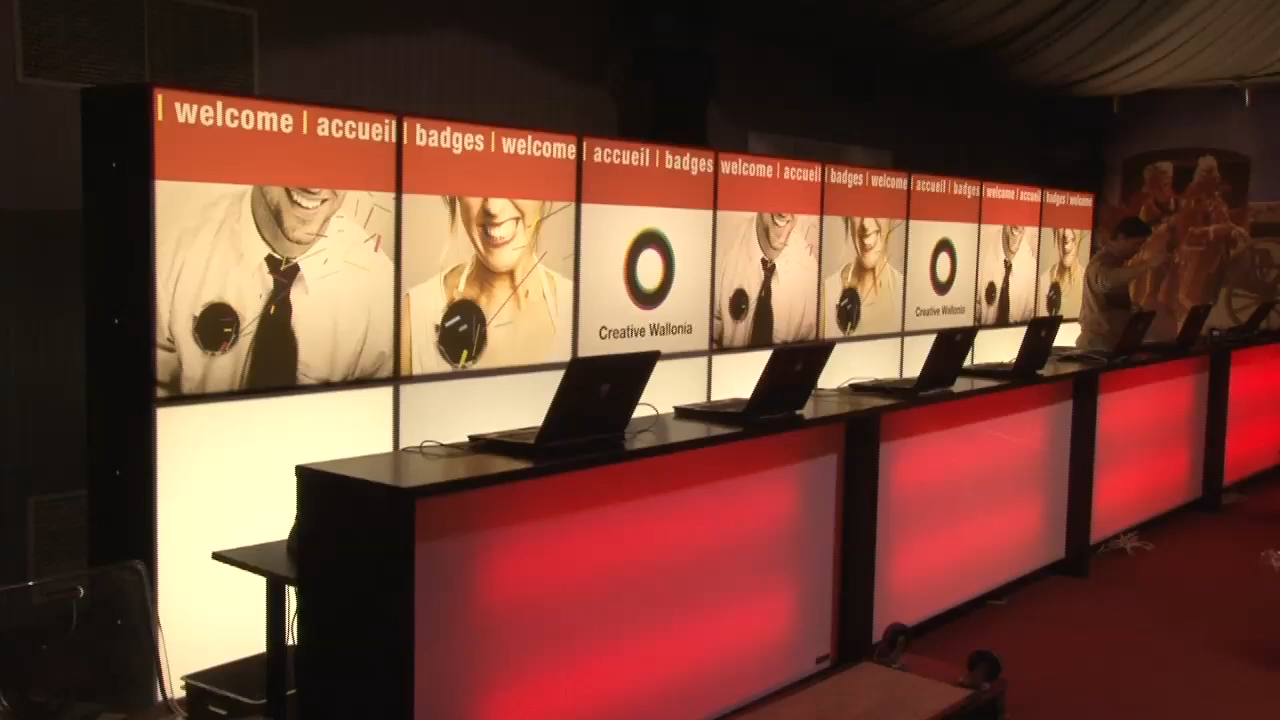 | welcome | accueil | badges | welcome | accueil | badges welcome | accueil | badges | welcome | accueil | badges | welcome | accueil | badges | welcome
Creative Wallonia
Creative Wallonia